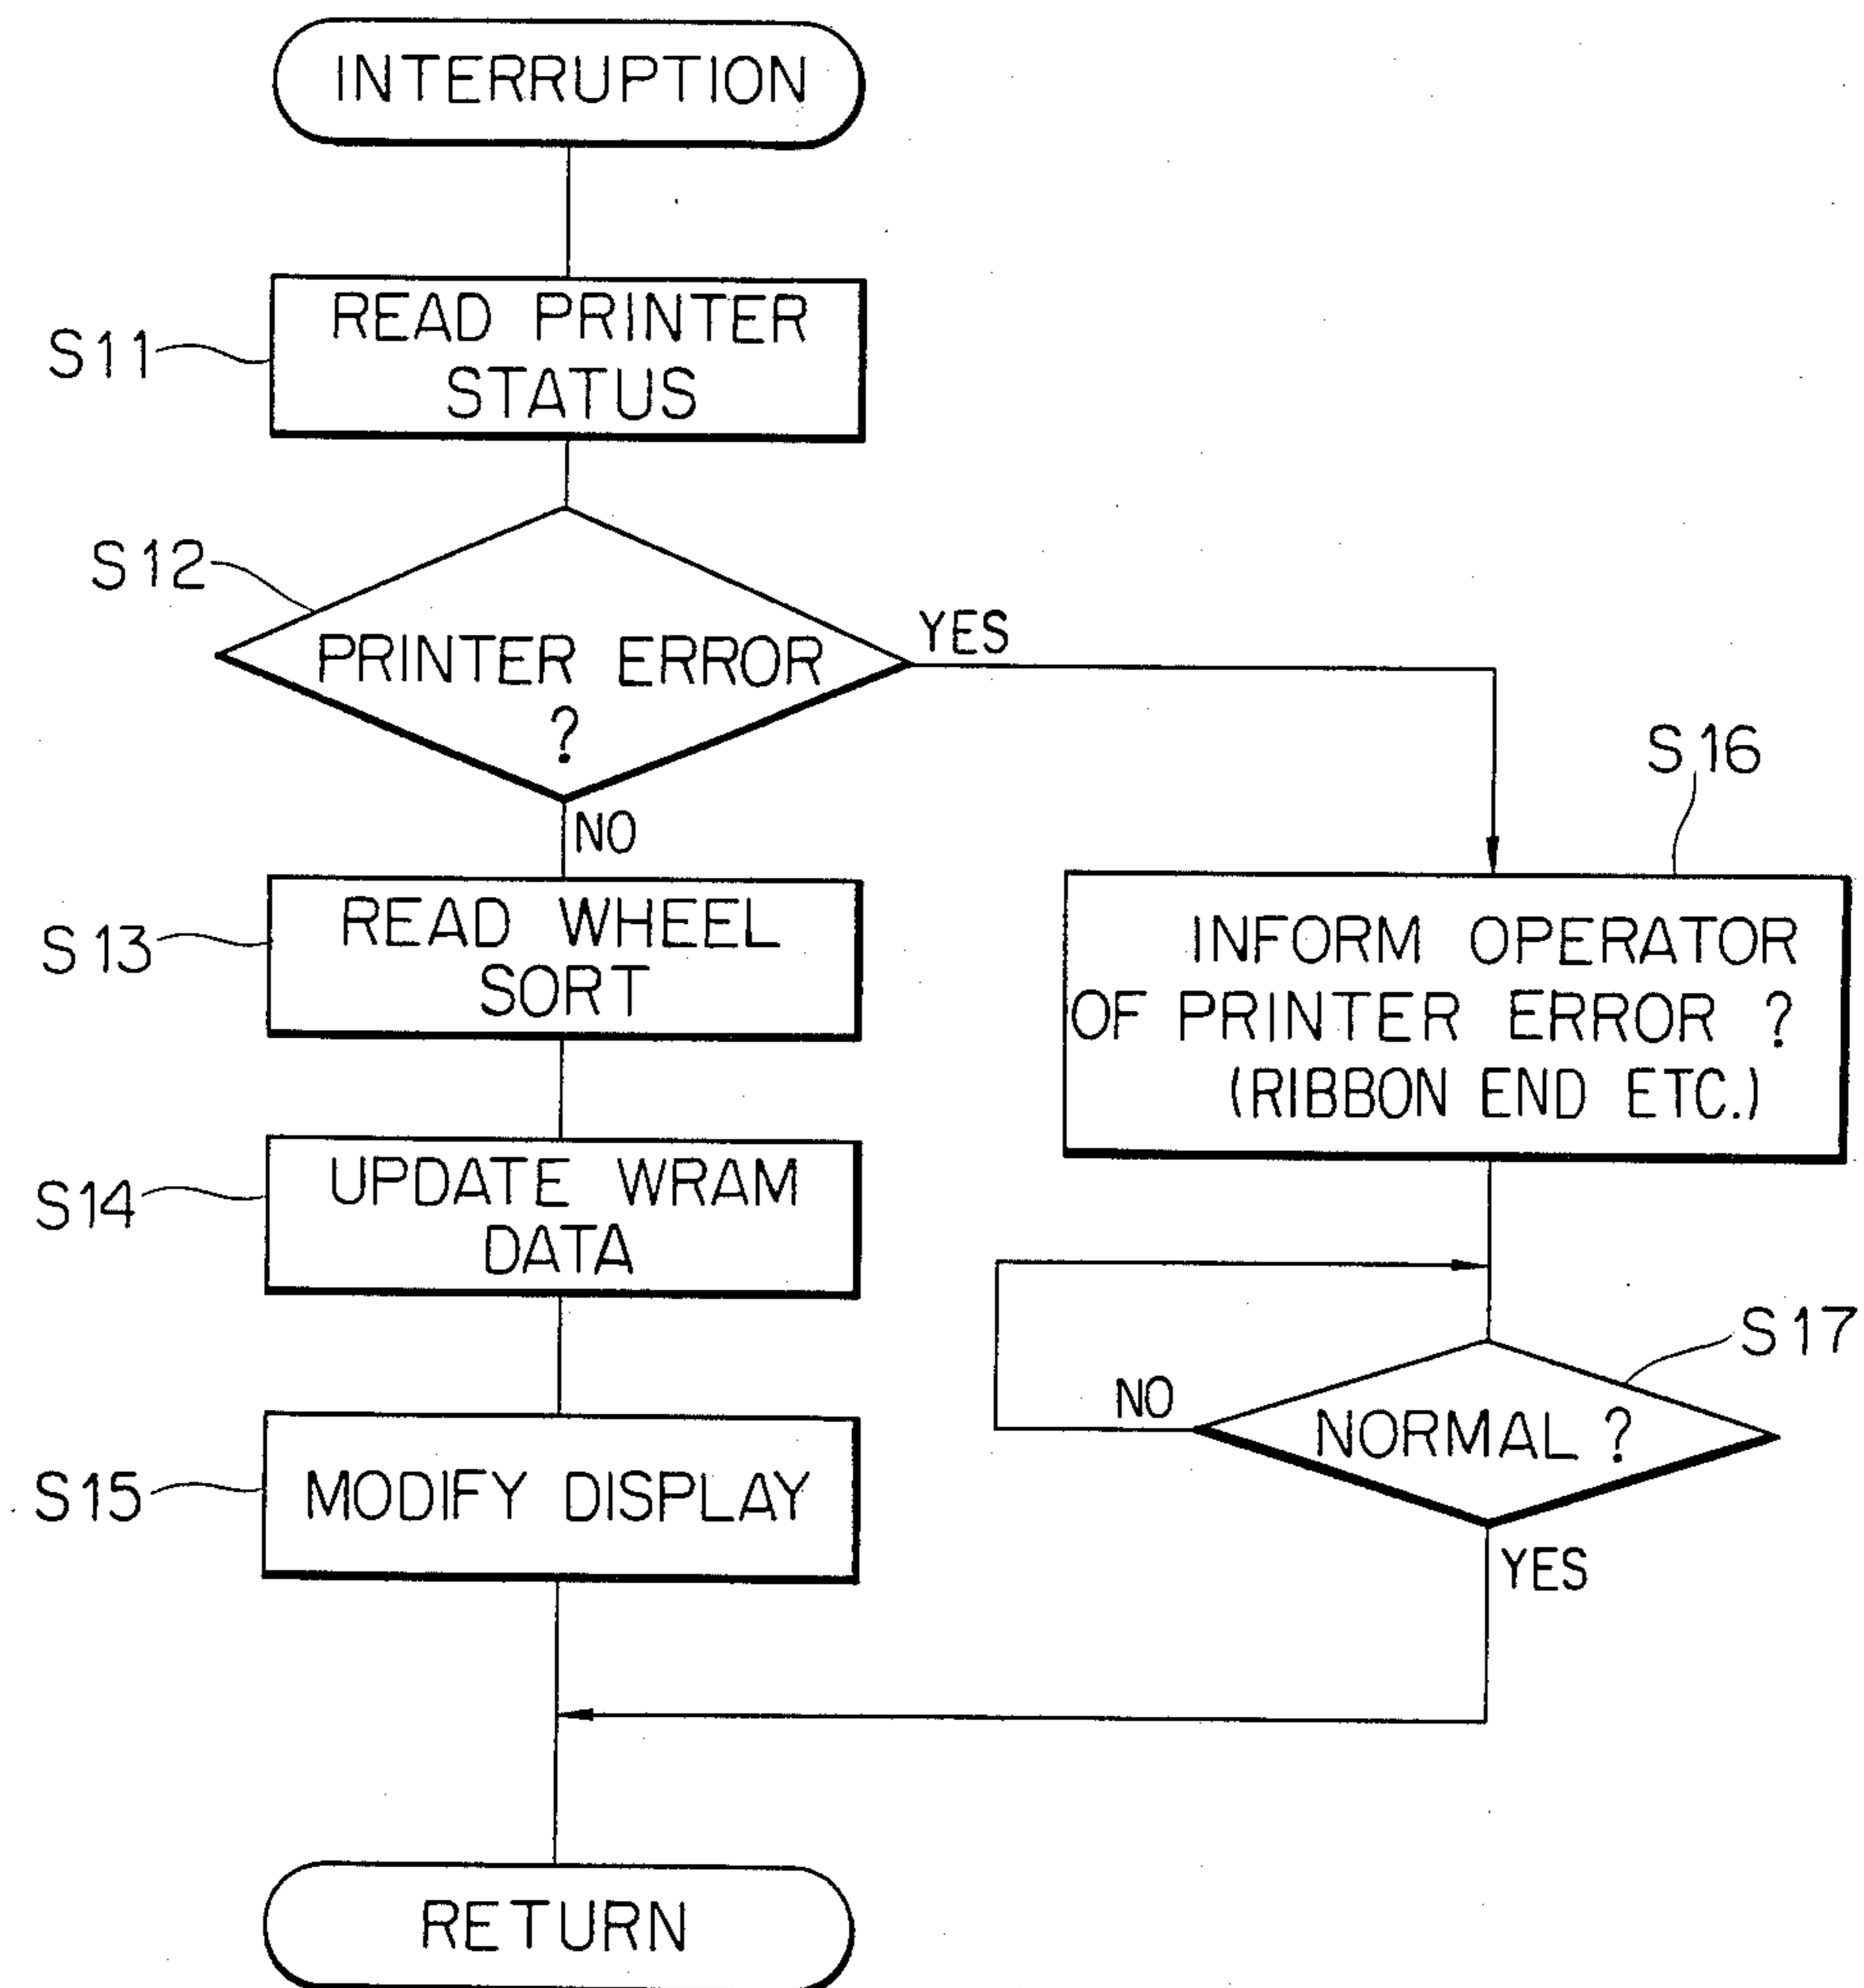 INTERRUPTION
S11
READ PRINTER
STATUS
S12
PRINTER ERROR
?
YES
NO
S13
READ WHEEL
SORT
S14
UPDATE WRAM
DATA
S15
MODIFY DISPLAY
S16
INFORM OPERATOR
OF PRINTER ERROR ?
(RIBBON END ETC.)
S17
NORMAL ?
NO
YES
RETURN